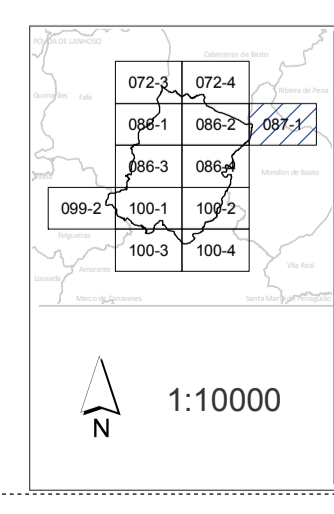 PÓVOA DE LANHOSO
Cabeceiras de Basto
072-3 072-4
Guimarães Fafe Ribeira de Pena
086-1 086-2 087-1
086-3 086-4 Mondim de Basto
099-2 100-1 100-2
Felgueiras
100-3 100-4 Vila Real
Amarante
Lousada
Marco de Canaveses Santa Marta de Penaguião
1:10000
N